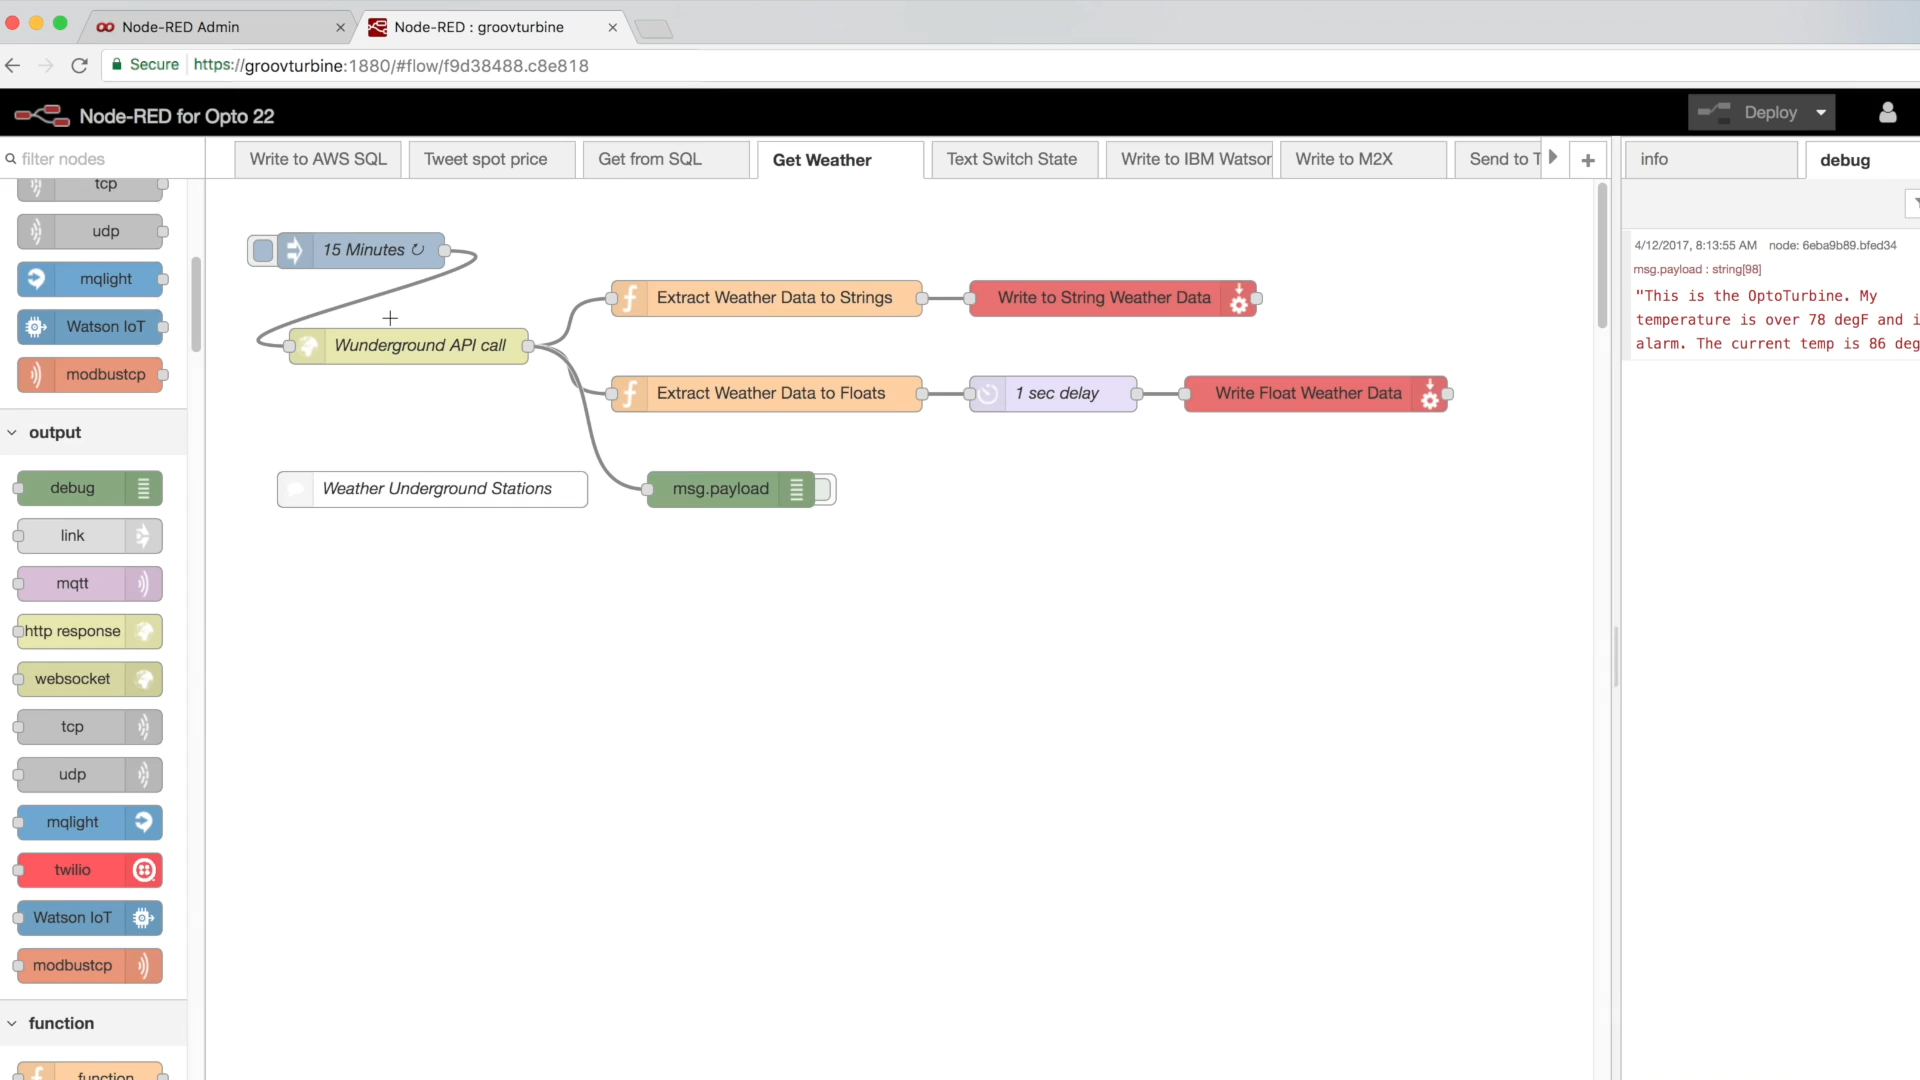 Node-RED Admin
Node-RED : groovturbine
Secure
https://groovturbine:1880/#flow/f9d38488.c8e818
Node-RED for Opto 22
Deploy
filter nodes
Write to AWS SQL
Tweet spot price
Get from SQL
Get Weather
Text Switch State
Write to IBM Watson
Write to M2X
Send to T
info
debug
tcp
udp
mqlight
Watson IoT
modbustcp
output
debug
link
mqtt
http response
websocket
tcp
udp
mqlight
twilio
Watson IoT
modbustcp
function
function
15 Minutes ↻
Wunderground API call
Extract Weather Data to Strings
Write to String Weather Data
Extract Weather Data to Floats
1 sec delay
Write Float Weather Data
Weather Underground Stations
msg.payload
4/12/2017, 8:13:55 AM node: 6eba9b89.bfed34
msg.payload : string[98]
"This is the OptoTurbine. My
temperature is over 78 degF and i
alarm. The current temp is 86 deg